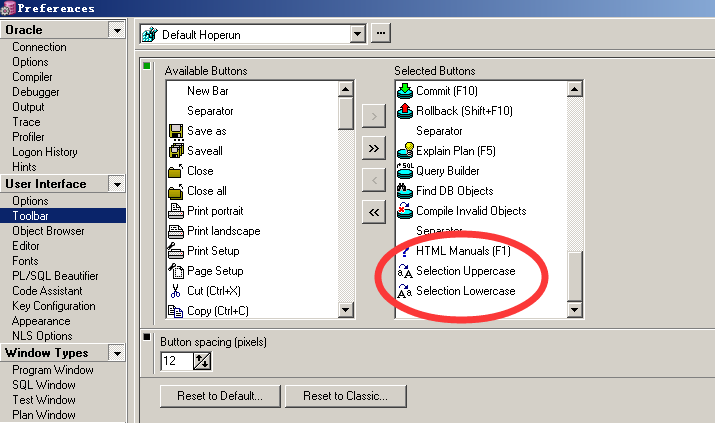 Preferences
Oracle
Connection
Options
Compiler
Debugger
Output
Trace
Profiler
Logon History
Hints
User Interface
Options
Toolbar
Object Browser
Editor
Fonts
PL/SQL Beautifier
Code Assistant
Key Configuration
Appearance
NLS Options
Window Types
Program Window
SQL Window
Test Window
Plan Window
Default Hoperun
...
Available Buttons
New Bar
Separator
Save as
Saveall
Close
Close all
Print portrait
Print landscape
Print Setup
Page Setup
Cut (Ctrl+X)
Copy (Ctrl+C)
>
>>
<
<<
Selected Buttons
Commit (F10)
Rollback (Shift+F10)
Separator
Explain Plan (F5)
SQL
Query Builder
Find DB Objects
Compile Invalid Objects
Separator
? HTML Manuals (F1)
aA Selection Uppercase
Aa Selection Lowercase
Button spacing (pixels)
12
Reset to Default...
Reset to Classic...